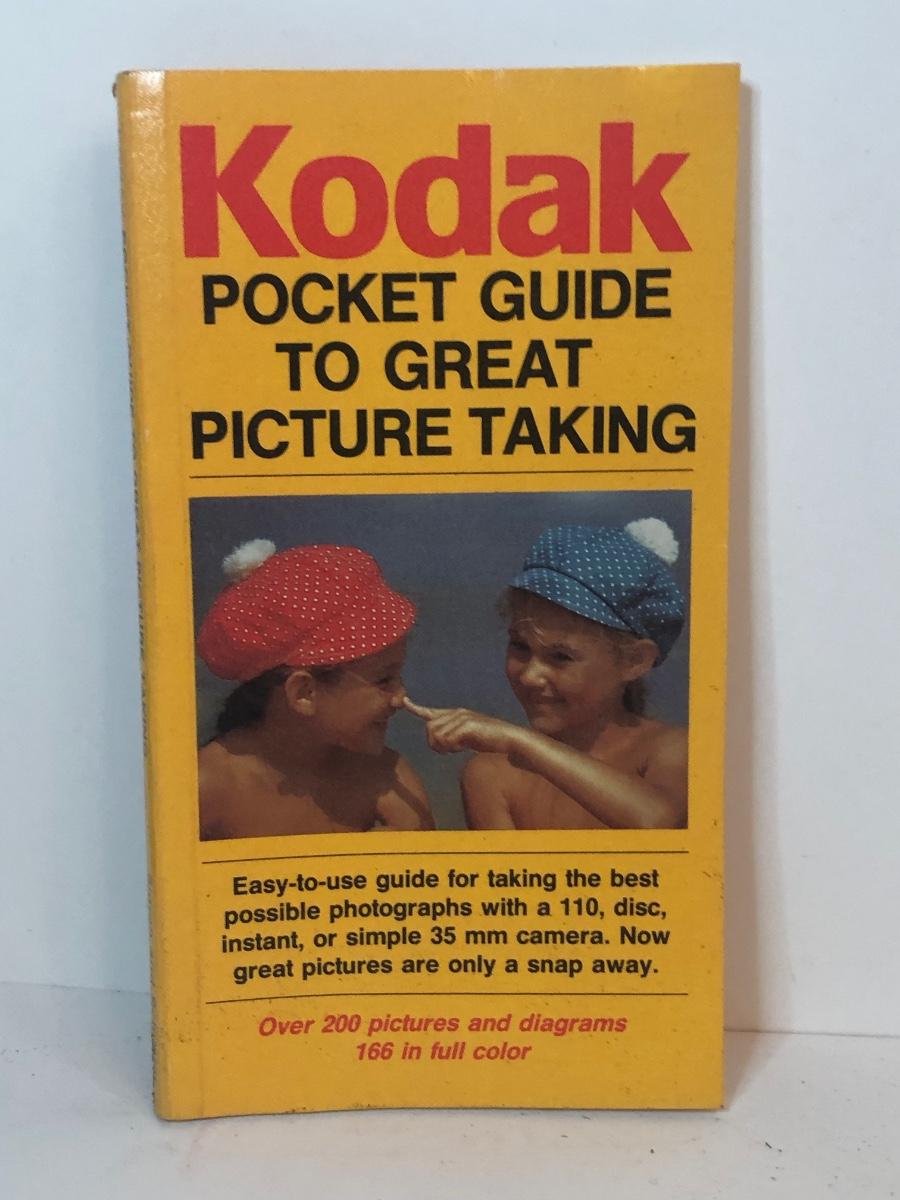 Kodak
POCKET GUIDE
TO GREAT
PICTURE TAKING
Easy-to-use guide for taking the best
possible photographs with a 110, disc,
instant, or simple 35 mm camera. Now
great pictures are only a snap away.
Over 200 pictures and diagrams
166 in full color